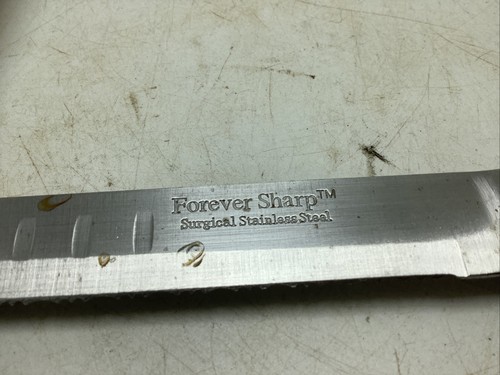 Forever Sharp™
Surgical Stainless Steel